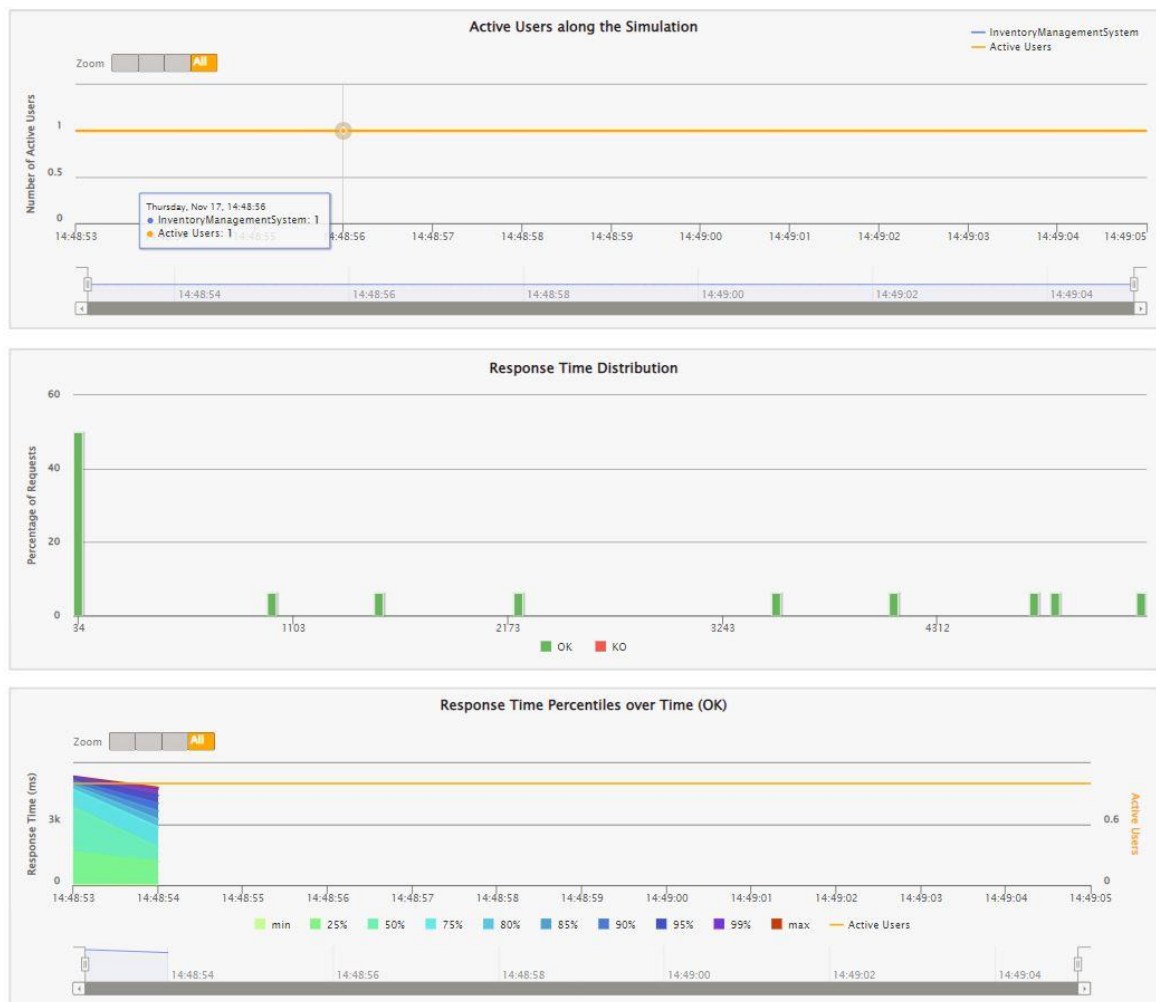 Active Users along the Simulation
InventoryManagementSystem
Active Users
Zoom All
Number of Active Users
1
0.5
0
Thursday, Nov 17, 14:48:56
InventoryManagementSystem: 1
Active Users: 1
14:48:53 14:48:55 14:48:56 14:48:57 14:48:58 14:48:59 14:49:00 14:49:01 14:49:02 14:49:03 14:49:04 14:49:05
14:48:54 14:48:56 14:48:58 14:49:00 14:49:02 14:49:04
Response Time Distribution
Percentage of Requests
60
40
20
0
34 1103 2173 3243 4312
OK KO
Response Time Percentiles over Time (OK)
Zoom All
Response Time (ms)
3k
0
Active Users
0.6
0
14:48:53 14:48:54 14:48:55 14:48:56 14:48:57 14:48:58 14:48:59 14:49:00 14:49:01 14:49:02 14:49:03 14:49:04 14:49:05
min 25% 50% 75% 80% 85% 90% 95% 99% max Active Users
14:48:54 14:48:56 14:48:58 14:49:00 14:49:02 14:49:04